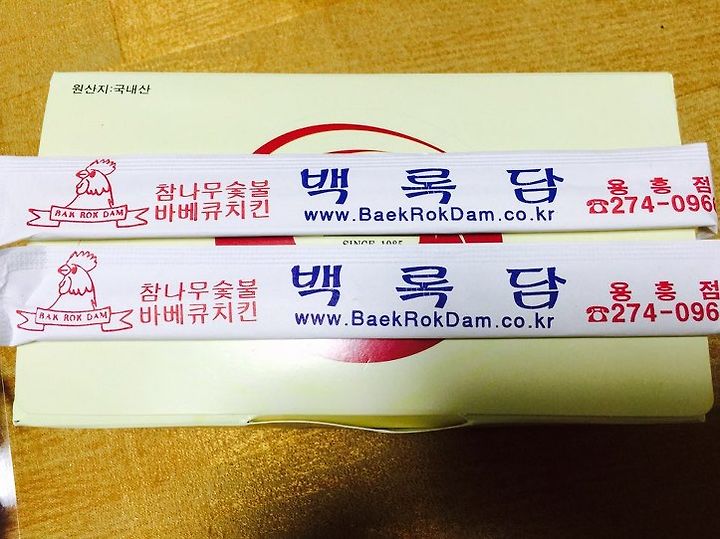 원산지:국내산
BAK ROK DAM
참나무숯불
바베큐치킨
백록담
www.BaekRokDam.co.kr
용흥점
☎274-096
SINCE 1985
BAK ROK DAM
참나무숯불
바베큐치킨
백록담
www.BaekRokDam.co.kr
용흥점
☎274-096